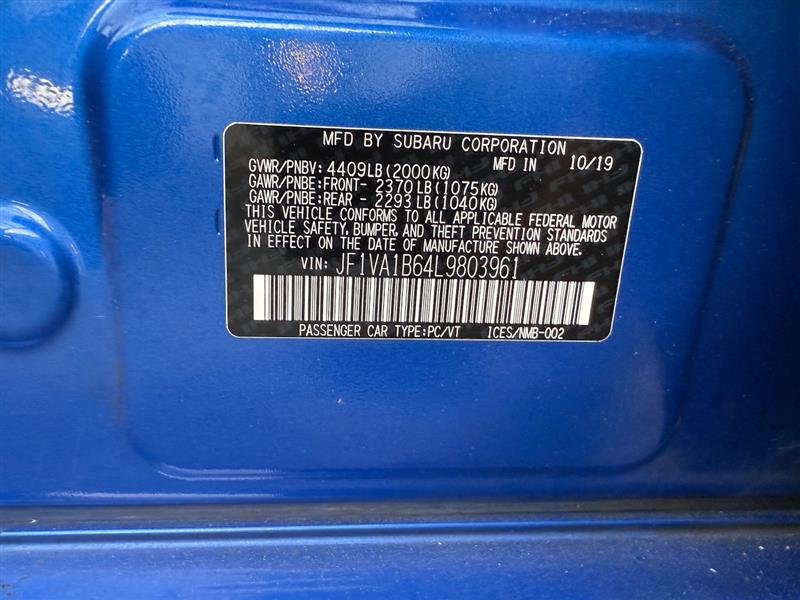 MFD BY SUBARU CORPORATION
MFD IN 10/19
GVWR/PNBV: 4409LB(2000KG)
GAWR/PNBE:FRONT- 2370LB(1075KG)
GAWR/PNBE:REAR - 2293LB(1040KG)
THIS VEHICLE CONFORMS TO ALL APPLICABLE FEDERAL MOTOR
VEHICLE SAFETY, BUMPER, AND THEFT PREVENTION STANDARDS
IN EFFECT ON THE DATE OF MANUFACTURE SHOWN ABOVE.
VIN: JF1VA1B64L9803961
PASSENGER CAR TYPE:PC/VT ICES/NMB-002